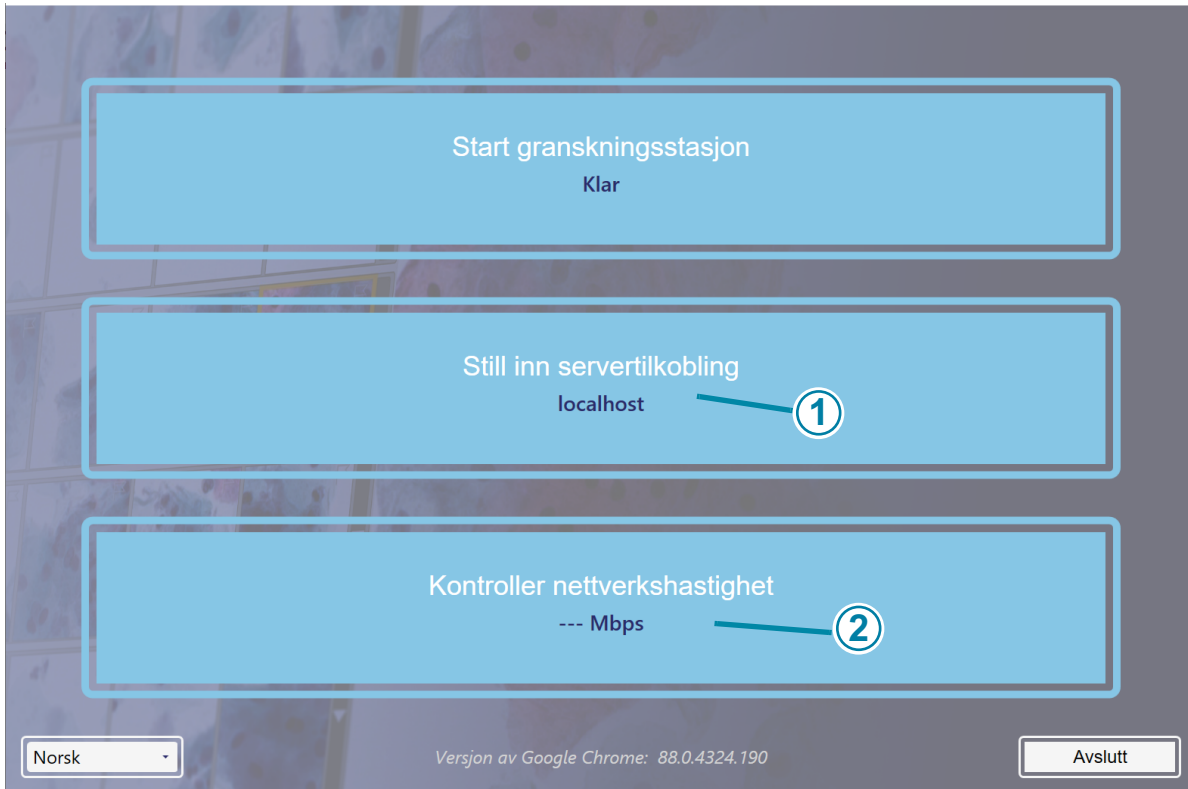 Start granskningsstasjon
Klar
Still inn servertilkobling
localhost
1
Kontroller nettverkshastighet
--- Mbps
2
Norsk
Versjon av Google Chrome: 88.0.4324.190
Avslutt